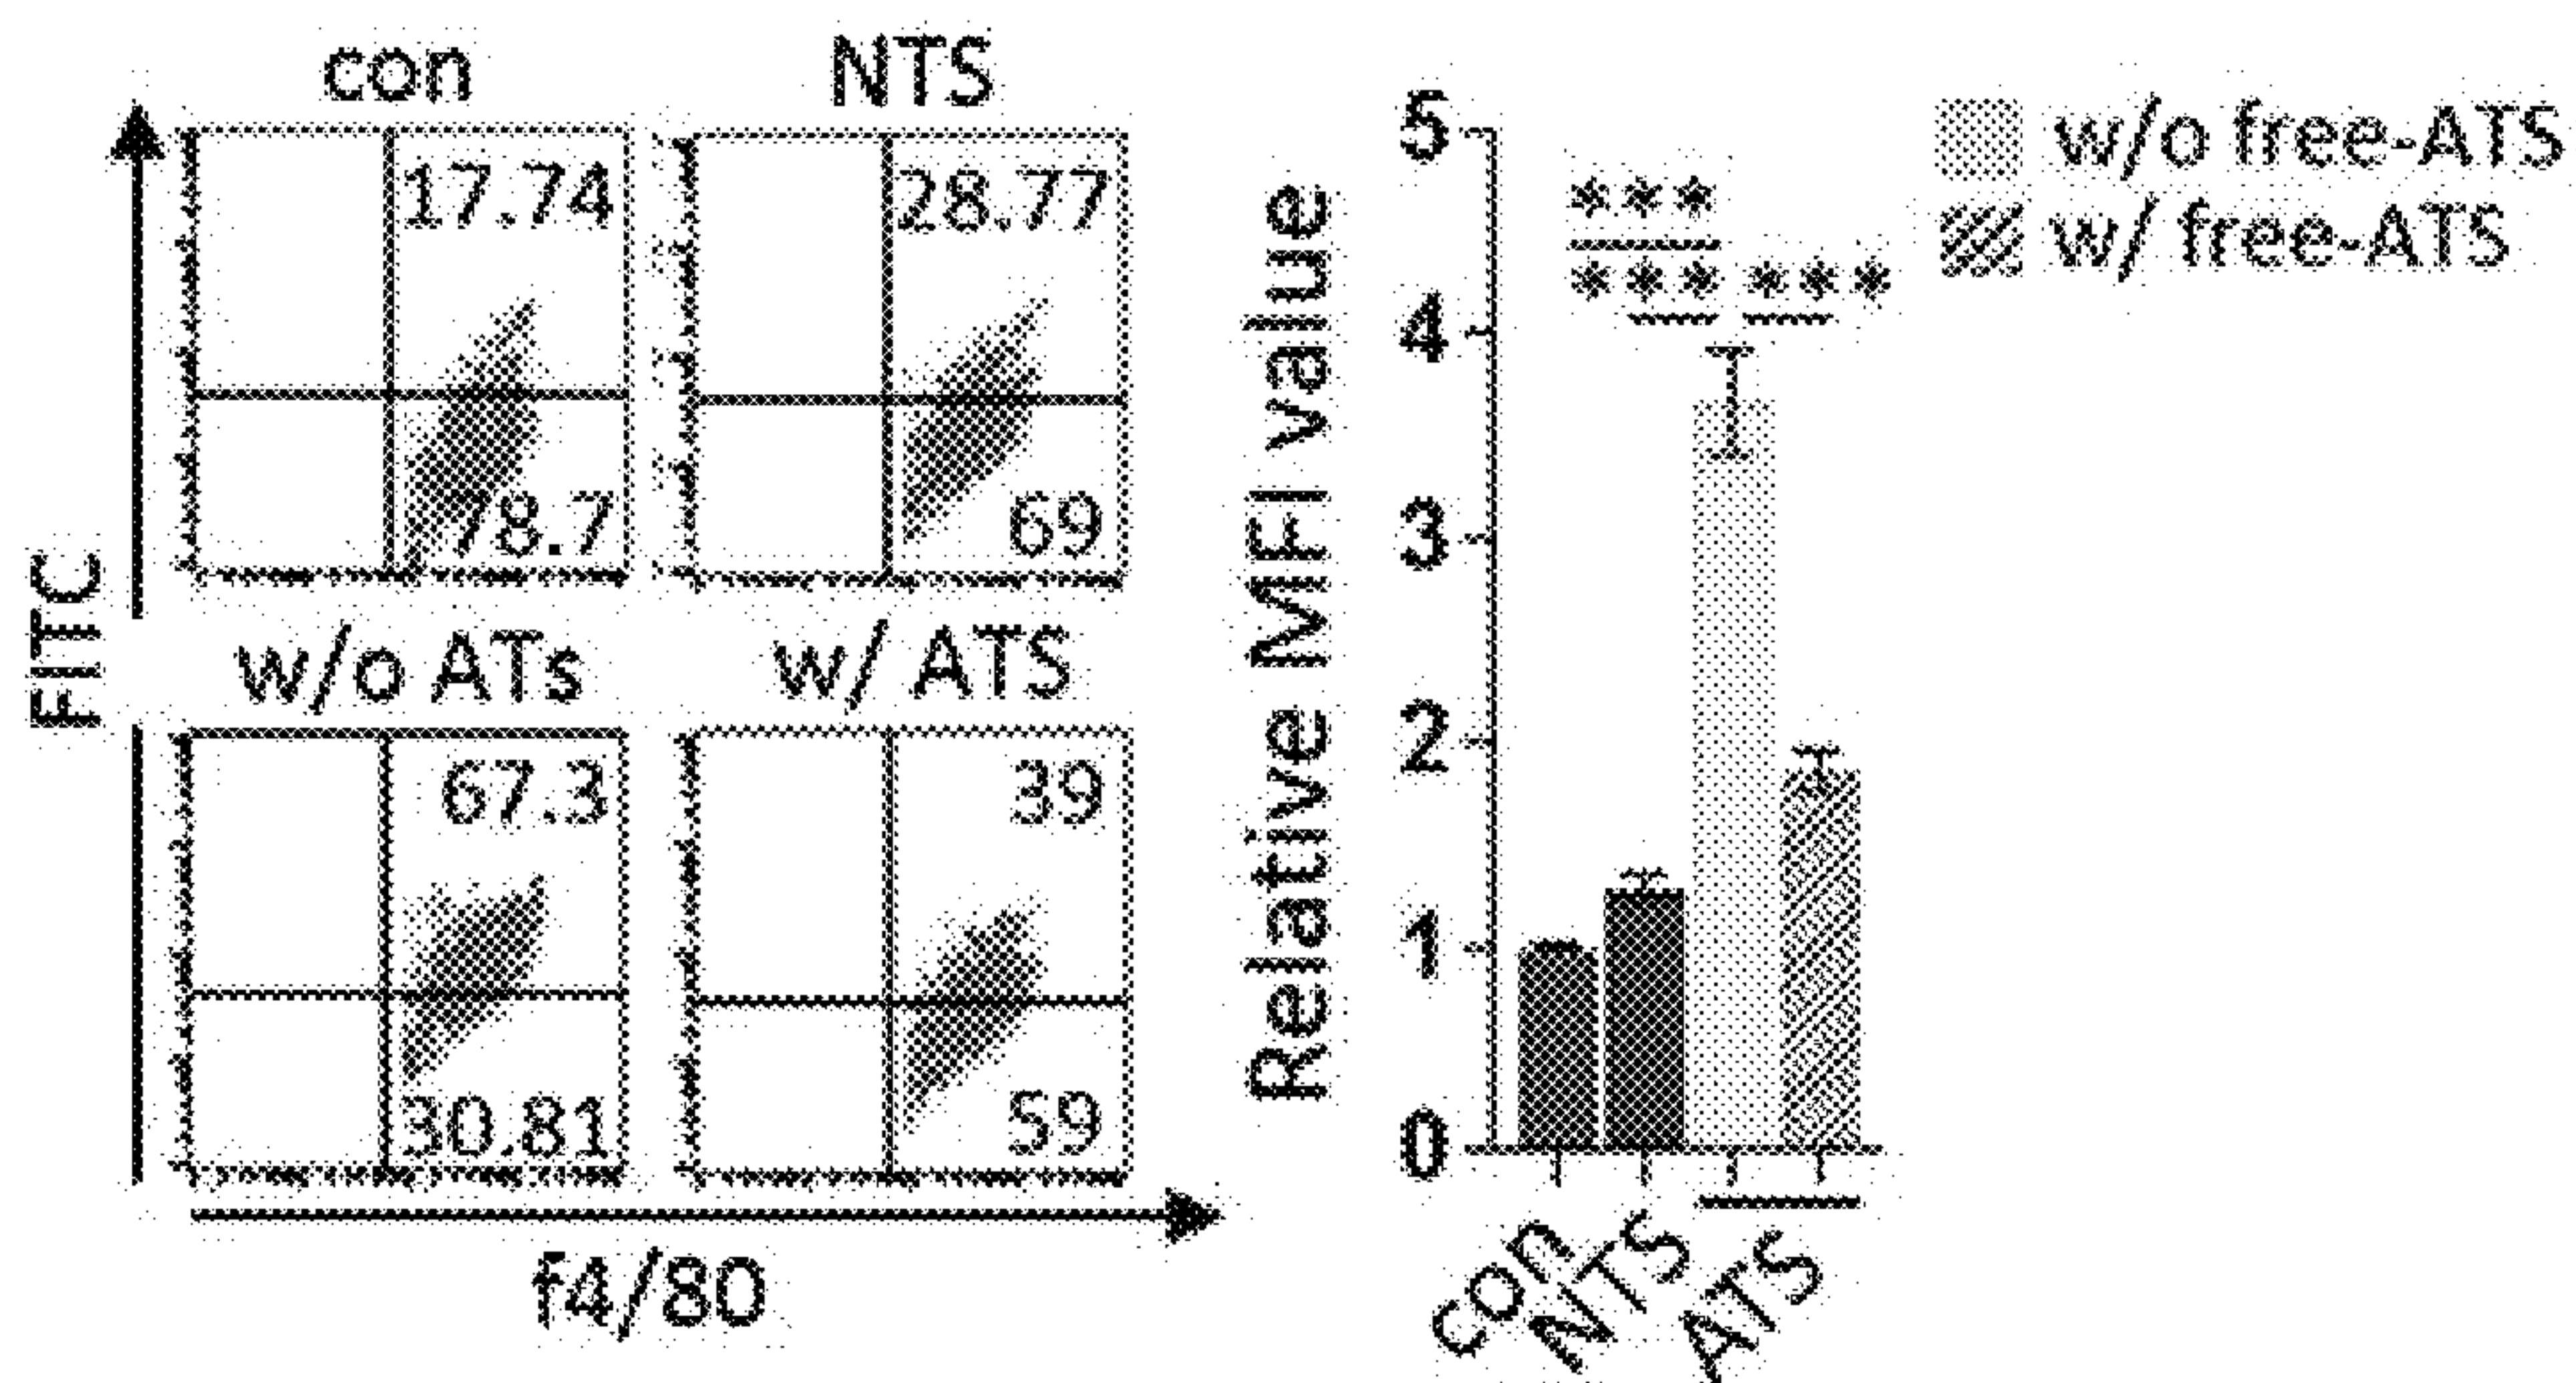 con
NTS
17.74
28.77
78.7
69
FITC
w/o ATs
w/ ATS
67.3
39
30.81
59
f4/80
Relative MFI value
5
4
3
2
1
0
***
*** ***
con
NTS
ATS
w/o free-ATS
w/ free-ATS